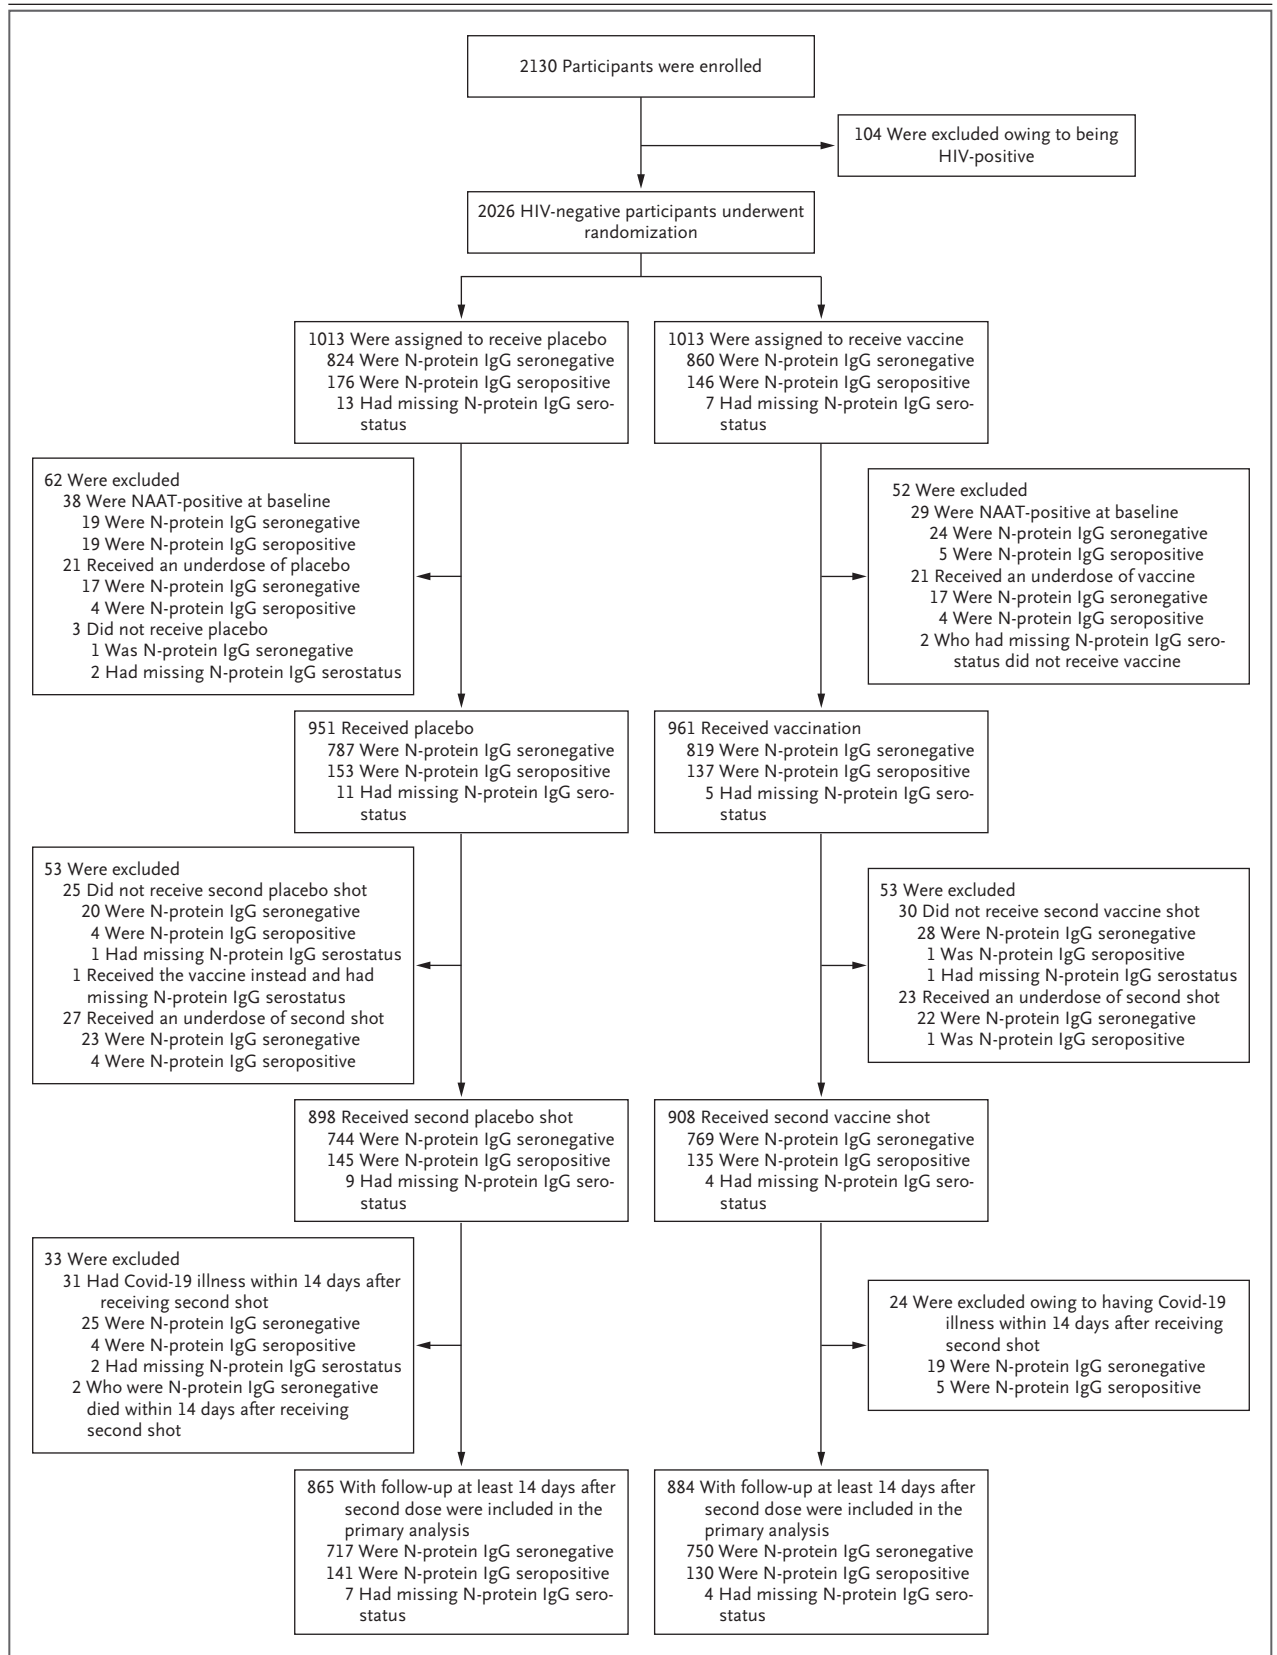 2130 Participants were enrolled
104 Were excluded owing to being
HIV-positive
2026 HIV-negative participants underwent
randomization
1013 Were assigned to receive placebo
824 Were N-protein IgG seronegative
176 Were N-protein IgG seropositive
13 Had missing N-protein IgG sero-
status
1013 Were assigned to receive vaccine
860 Were N-protein IgG seronegative
146 Were N-protein IgG seropositive
7 Had missing N-protein IgG sero-
status
62 Were excluded
38 Were NAAT-positive at baseline
19 Were N-protein IgG seronegative
19 Were N-protein IgG seropositive
21 Received an underdose of placebo
17 Were N-protein IgG seronegative
4 Were N-protein IgG seropositive
3 Did not receive placebo
1 Was N-protein IgG seronegative
2 Had missing N-protein IgG serostatus
52 Were excluded
29 Were NAAT-positive at baseline
24 Were N-protein IgG seronegative
5 Were N-protein IgG seropositive
21 Received an underdose of vaccine
17 Were N-protein IgG seronegative
4 Were N-protein IgG seropositive
2 Who had missing N-protein IgG sero-
status did not receive vaccine
951 Received placebo
787 Were N-protein IgG seronegative
153 Were N-protein IgG seropositive
11 Had missing N-protein IgG sero-
status
961 Received vaccination
819 Were N-protein IgG seronegative
137 Were N-protein IgG seropositive
5 Had missing N-protein IgG sero-
status
53 Were excluded
25 Did not receive second placebo shot
20 Were N-protein IgG seronegative
4 Were N-protein IgG seropositive
1 Had missing N-protein IgG serostatus
1 Received the vaccine instead and had
missing N-protein IgG serostatus
27 Received an underdose of second shot
23 Were N-protein IgG seronegative
4 Were N-protein IgG seropositive
53 Were excluded
30 Did not receive second vaccine shot
28 Were N-protein IgG seronegative
1 Was N-protein IgG seropositive
1 Had missing N-protein IgG serostatus
23 Received an underdose of second shot
22 Were N-protein IgG seronegative
1 Was N-protein IgG seropositive
898 Received second placebo shot
744 Were N-protein IgG seronegative
145 Were N-protein IgG seropositive
9 Had missing N-protein IgG sero-
status
908 Received second vaccine shot
769 Were N-protein IgG seronegative
135 Were N-protein IgG seropositive
4 Had missing N-protein IgG sero-
status
33 Were excluded
31 Had Covid-19 illness within 14 days after
receiving second shot
25 Were N-protein IgG seronegative
4 Were N-protein IgG seropositive
2 Had missing N-protein IgG serostatus
2 Who were N-protein IgG seronegative
died within 14 days after receiving
second shot
24 Were excluded owing to having Covid-19
illness within 14 days after receiving
second shot
19 Were N-protein IgG seronegative
5 Were N-protein IgG seropositive
865 With follow-up at least 14 days after
second dose were included in the
primary analysis
717 Were N-protein IgG seronegative
141 Were N-protein IgG seropositive
7 Had missing N-protein IgG sero-
status
884 With follow-up at least 14 days after
second dose were included in the
primary analysis
750 Were N-protein IgG seronegative
130 Were N-protein IgG seropositive
4 Had missing N-protein IgG sero-
status